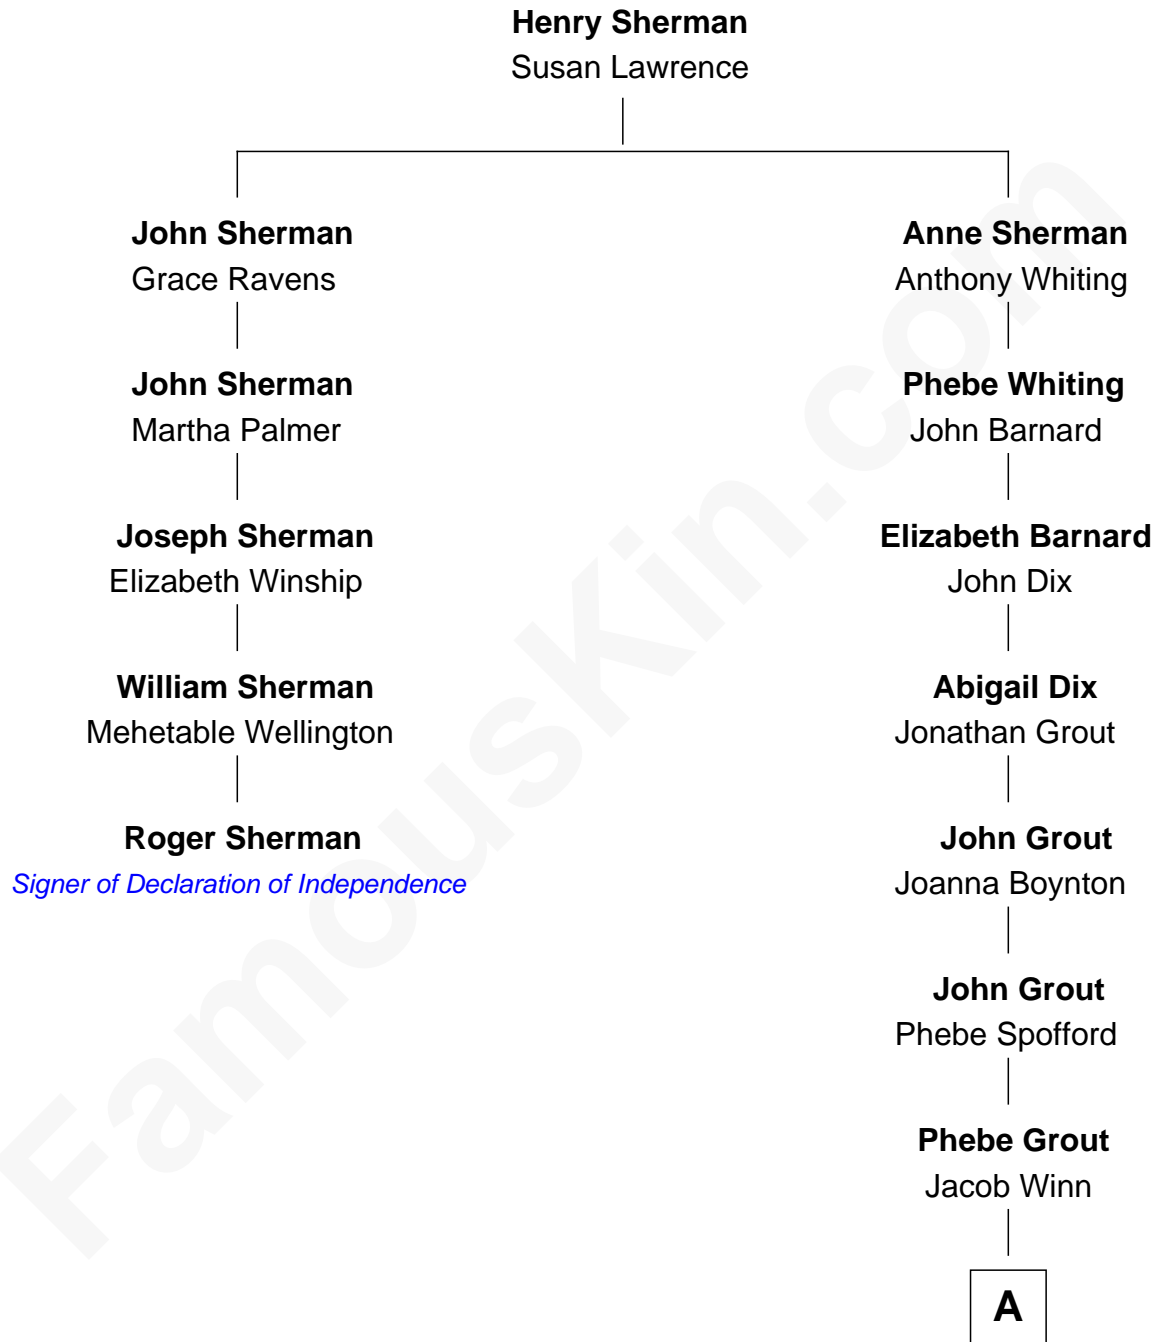 Henry Sherman
Susan Lawrence
John Sherman
Grace Ravens
John Sherman
Martha Palmer
Joseph Sherman
Elizabeth Winship
William Sherman
Mehetable Wellington
Roger Sherman
Signer of Declaration of Independence
Anne Sherman
Anthony Whiting
Phebe Whiting
John Barnard
Elizabeth Barnard
John Dix
Abigail Dix
Jonathan Grout
John Grout
Joanna Boynton
John Grout
Phebe Spofford
Phebe Grout
Jacob Winn
A
FamousKin.com